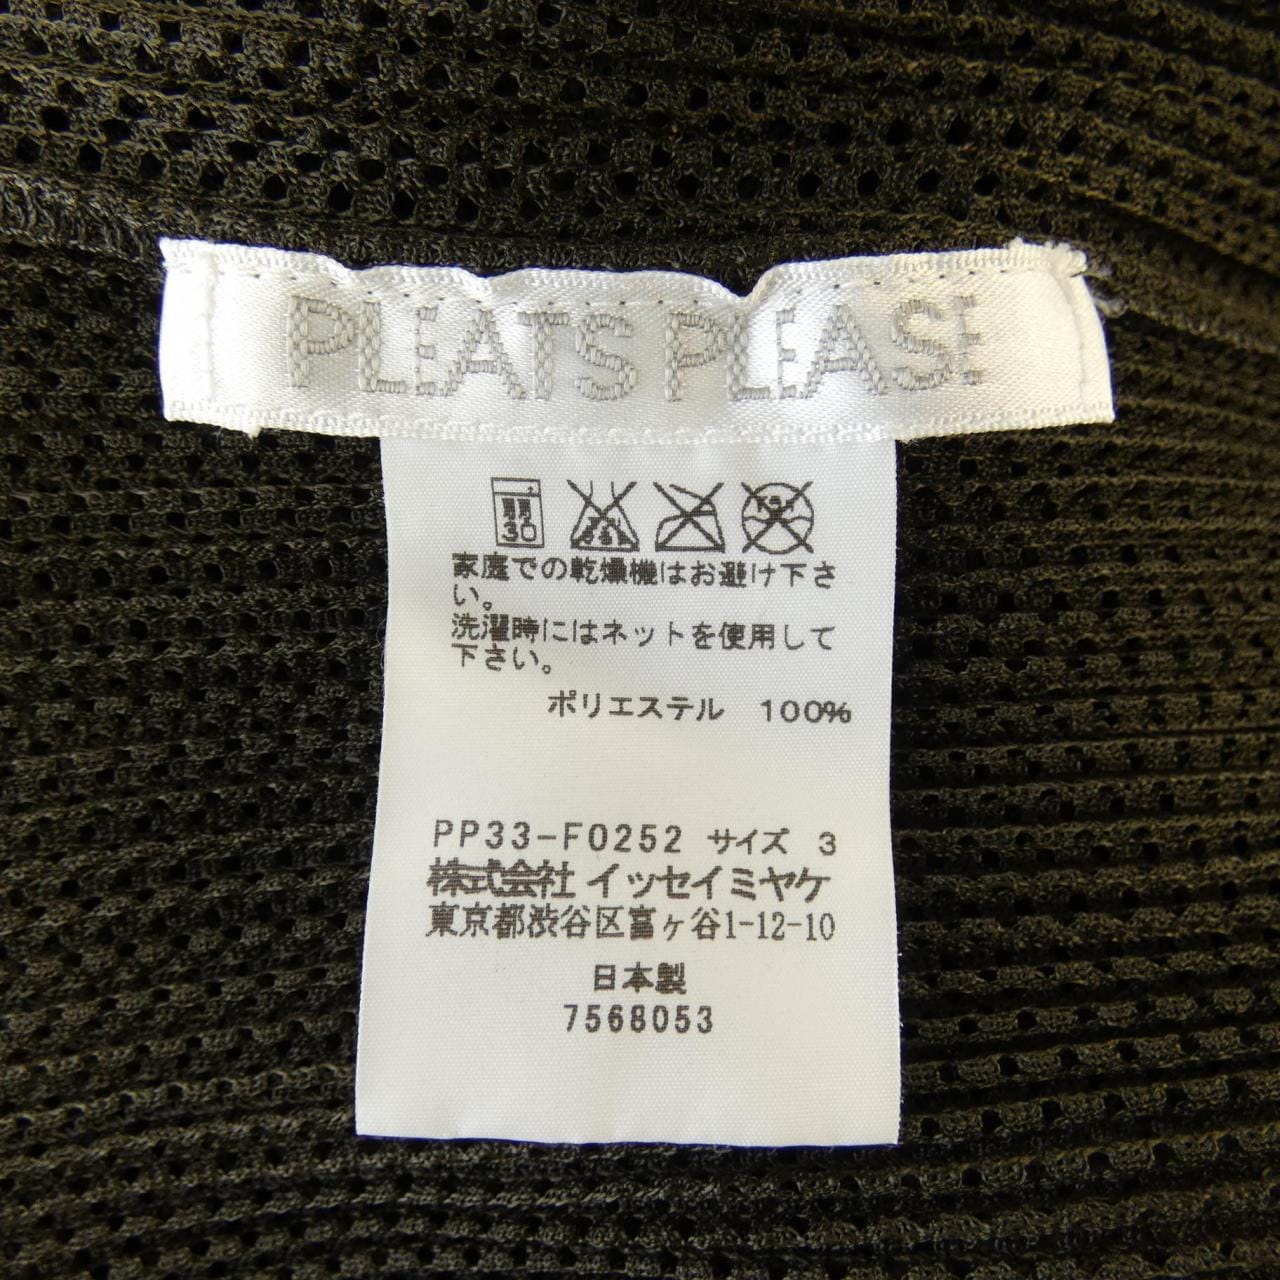 PLEATS PLEASE
30
家庭での乾燥機はお避け下さ
い。
洗濯時にはネットを使用して
下さい。
ポリエステル 100%
PP33-F0252 サイズ 3
株式会社 イッセイミヤケ
東京都渋谷区富ヶ谷1-12-10
日本製
7568053